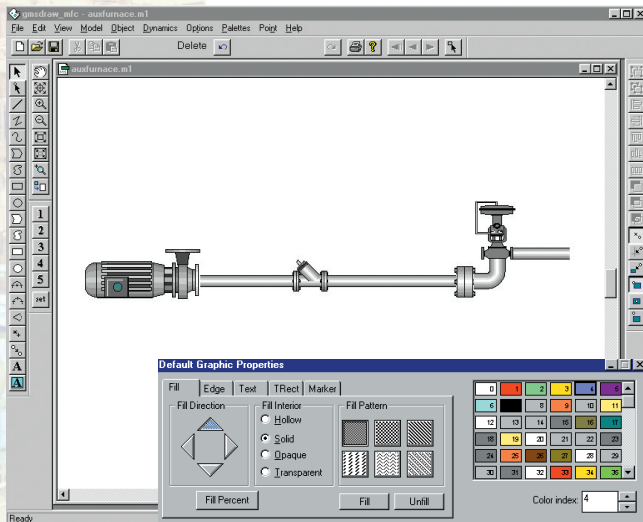 gmsdraw_mfc - auxfurnace.m1
File Edit View Model Object Dynamics Options Palettes Point Help
Delete
auxfurnace.m1
1
2
3
4
5
set
A
A
Default Graphic Properties
Fill Edge Text TRect Marker
Fill Direction
Fill Interior
Fill Pattern
Hollow
Solid
Opaque
Transparent
Fill Percent
Fill
Unfill
0 1 2 3 4 5
6 8 9 10 11
12 13 14 15 16 17
18 19 20 21 22 23
24 25 26 27 28 29
30 31 32 33 34 35
Color index: 4
Ready